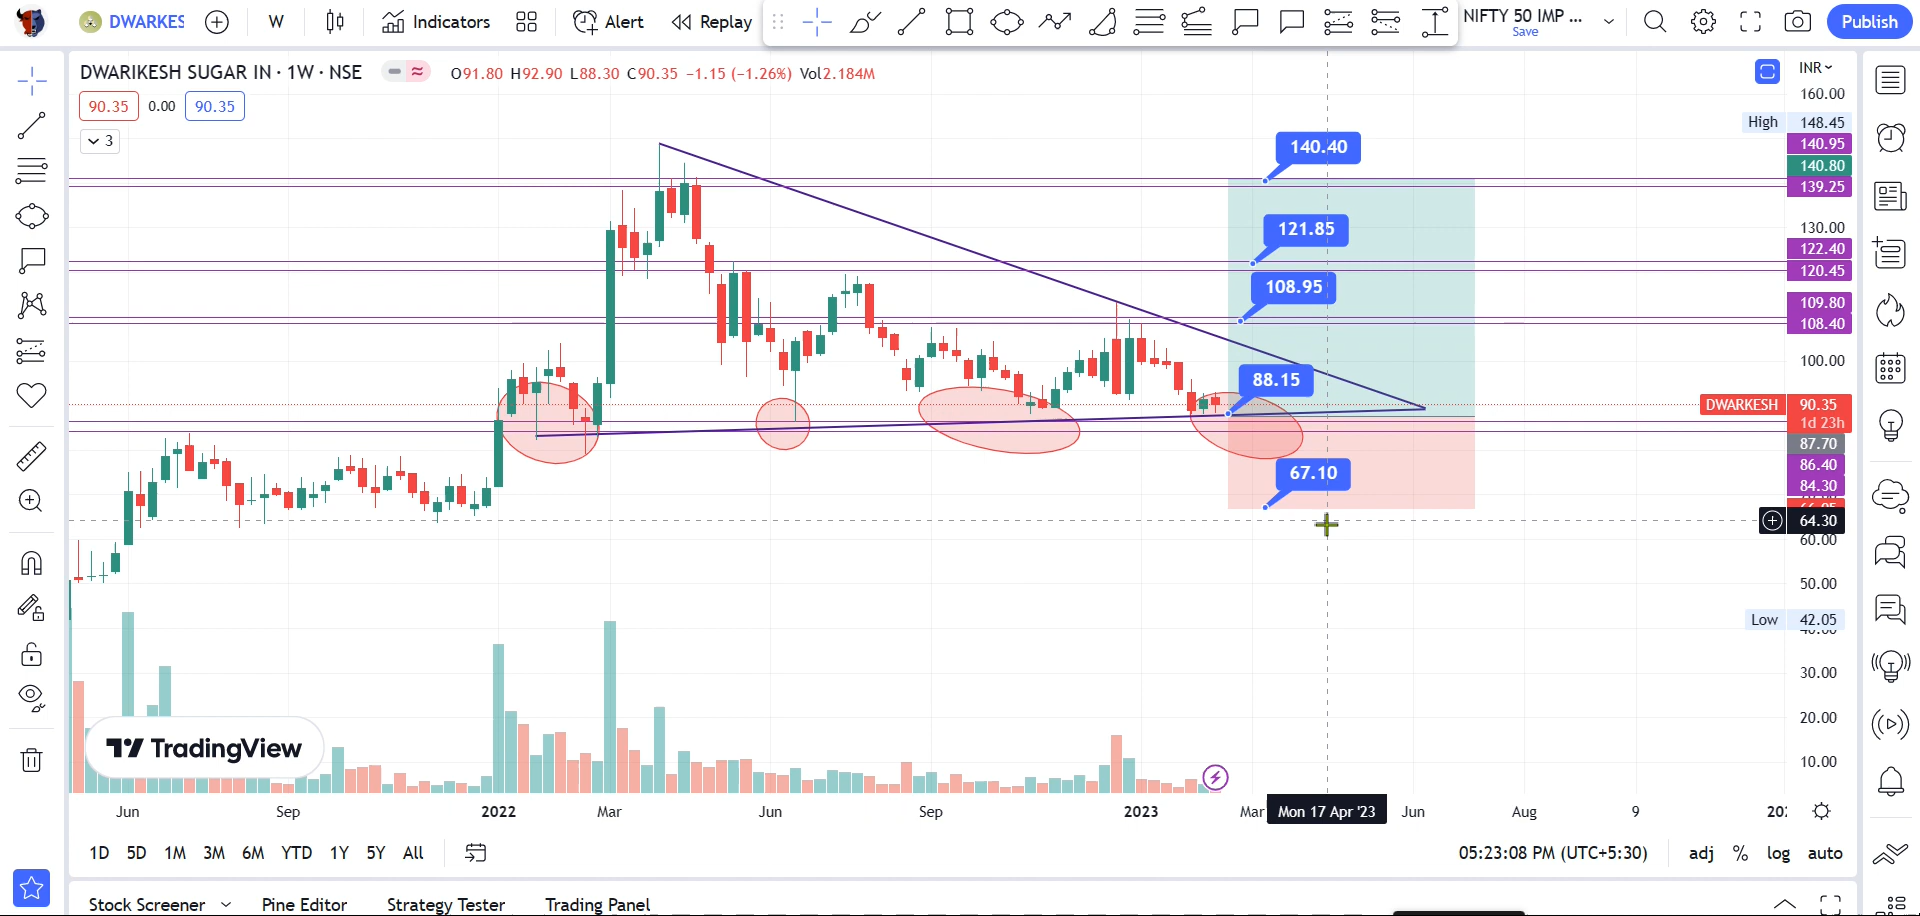 DWARKES W Indicators Alert Replay NIFTY 50 IMP ... Save Publish
DWARIKESH SUGAR IN · 1W · NSE O91.80 H92.90 L88.30 C90.35 −1.15 (−1.26%) Vol2.184M
90.35 0.00 90.35
3
INR
160.00
High 148.45
140.95
140.80
139.25
130.00
122.40
120.45
109.80
108.40
100.00
DWARKESH 90.35
1d 23h
87.70
86.40
84.30
64.30
60.00
50.00
Low 42.05
30.00
20.00
10.00
140.40
121.85
108.95
88.15
67.10
TradingView
Jun Sep 2022 Mar Jun Sep 2023 Mar Mon 17 Apr '23 Jun Aug 9
1D 5D 1M 3M 6M YTD 1Y 5Y All 05:23:08 PM (UTC+5:30) adj % log auto
Stock Screener Pine Editor Strategy Tester Trading Panel